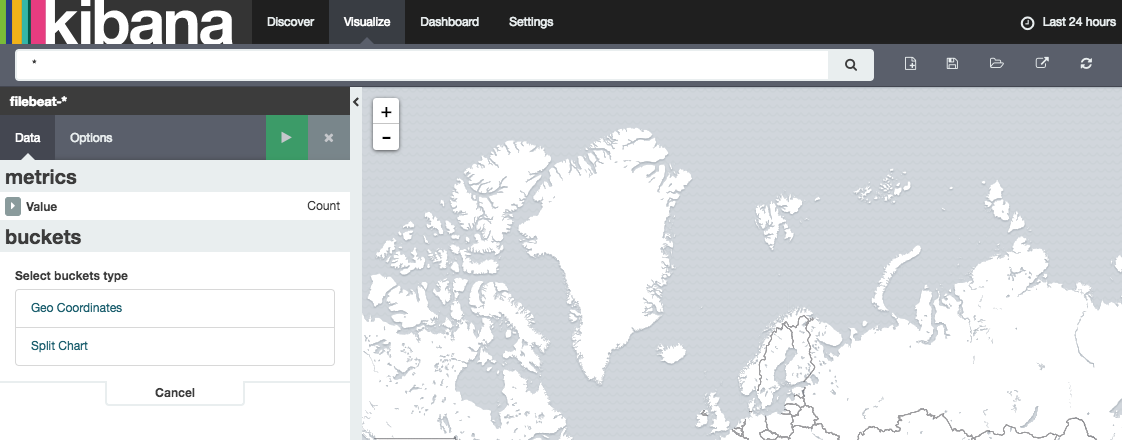 kibana Discover Visualize Dashboard Settings Last 24 hours
*
filebeat-*
Data Options
metrics
Value Count
buckets
Select buckets type
Geo Coordinates
Split Chart
Cancel
+
-